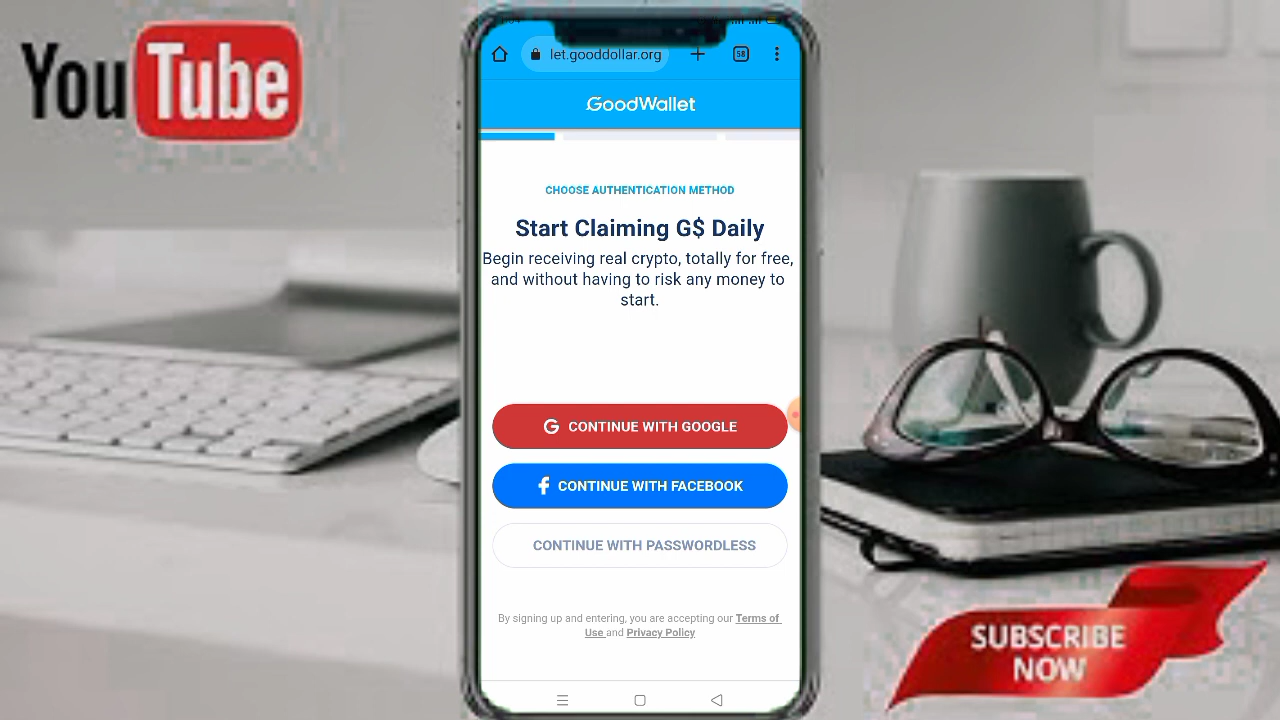 YouTube
let.gooddollar.org
58
GoodWallet
CHOOSE AUTHENTICATION METHOD
Start Claiming G$ Daily
Begin receiving real crypto, totally for free,
and without having to risk any money to
start.
G CONTINUE WITH GOOGLE
f CONTINUE WITH FACEBOOK
CONTINUE WITH PASSWORDLESS
By signing up and entering, you are accepting our Terms of
Use and Privacy Policy
SUBSCRIBE
NOW